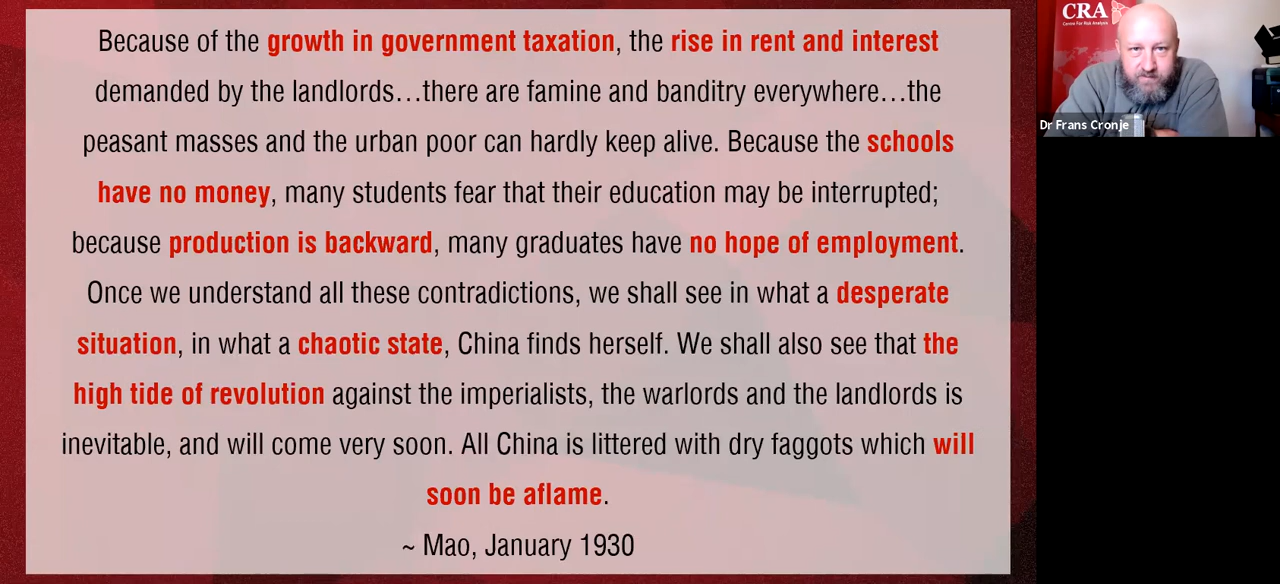 Because of the growth in government taxation, the rise in rent and interest
demanded by the landlords…there are famine and banditry everywhere…the
peasant masses and the urban poor can hardly keep alive. Because the schools
have no money, many students fear that their education may be interrupted;
because production is backward, many graduates have no hope of employment.
Once we understand all these contradictions, we shall see in what a desperate
situation, in what a chaotic state, China finds herself. We shall also see that the
high tide of revolution against the imperialists, the warlords and the landlords is
inevitable, and will come very soon. All China is littered with dry faggots which will
soon be aflame.
~ Mao, January 1930
CRA
Centre For Risk Analysis
Dr Frans Cronje